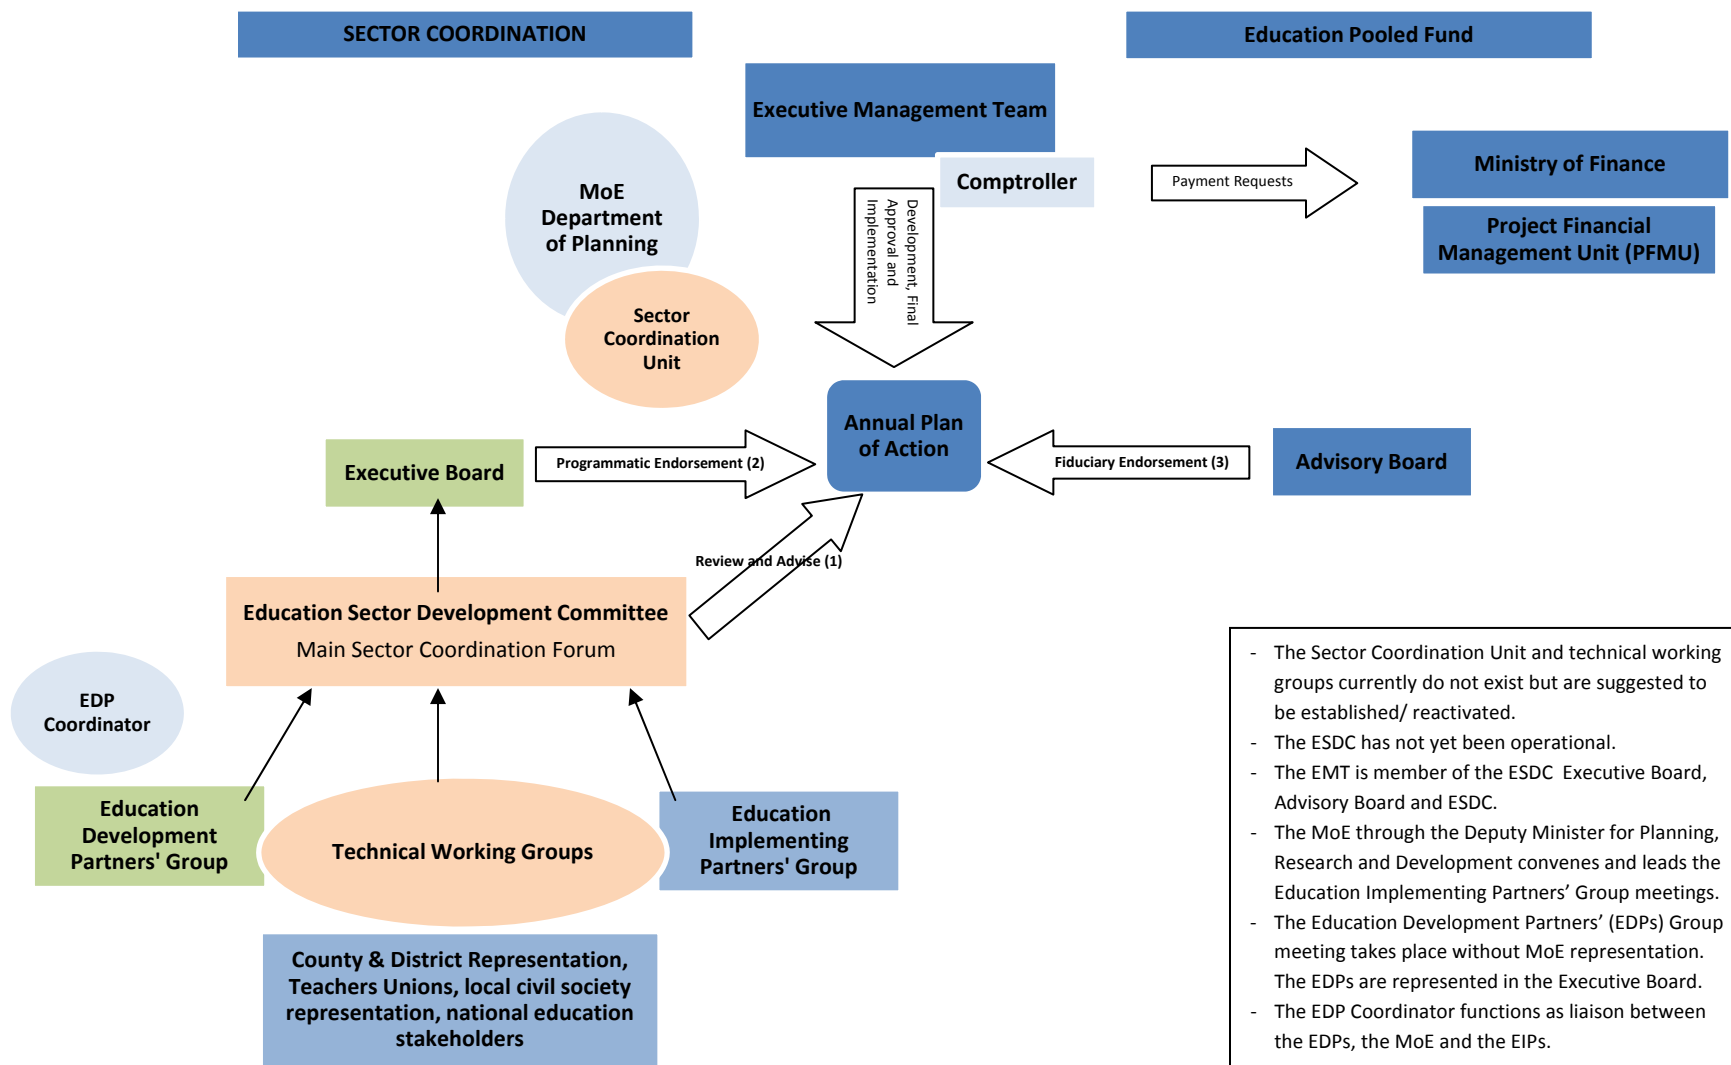 SECTOR COORDINATION
Education Pooled Fund
Executive Management Team
Comptroller
MoE
Department
of Planning
Sector
Coordination
Unit
Development, Final
Approval and
Implementation
Payment Requests
Ministry of Finance
Project Financial
Management Unit (PFMU)
Annual Plan
of Action
Executive Board
Programmatic Endorsement (2)
Fiduciary Endorsement (3)
Advisory Board
Review and Advise (1)
Education Sector Development Committee
Main Sector Coordination Forum
EDP
Coordinator
Education
Development
Partners' Group
Technical Working Groups
Education
Implementing
Partners' Group
County & District Representation,
Teachers Unions, local civil society
representation, national education
stakeholders
- The Sector Coordination Unit and technical working
groups currently do not exist but are suggested to
be established/ reactivated.
- The ESDC has not yet been operational.
- The EMT is member of the ESDC Executive Board,
Advisory Board and ESDC.
- The MoE through the Deputy Minister for Planning,
Research and Development convenes and leads the
Education Implementing Partners’ Group meetings.
- The Education Development Partners’ (EDPs) Group
meeting takes place without MoE representation.
The EDPs are represented in the Executive Board.
- The EDP Coordinator functions as liaison between
the EDPs, the MoE and the EIPs.